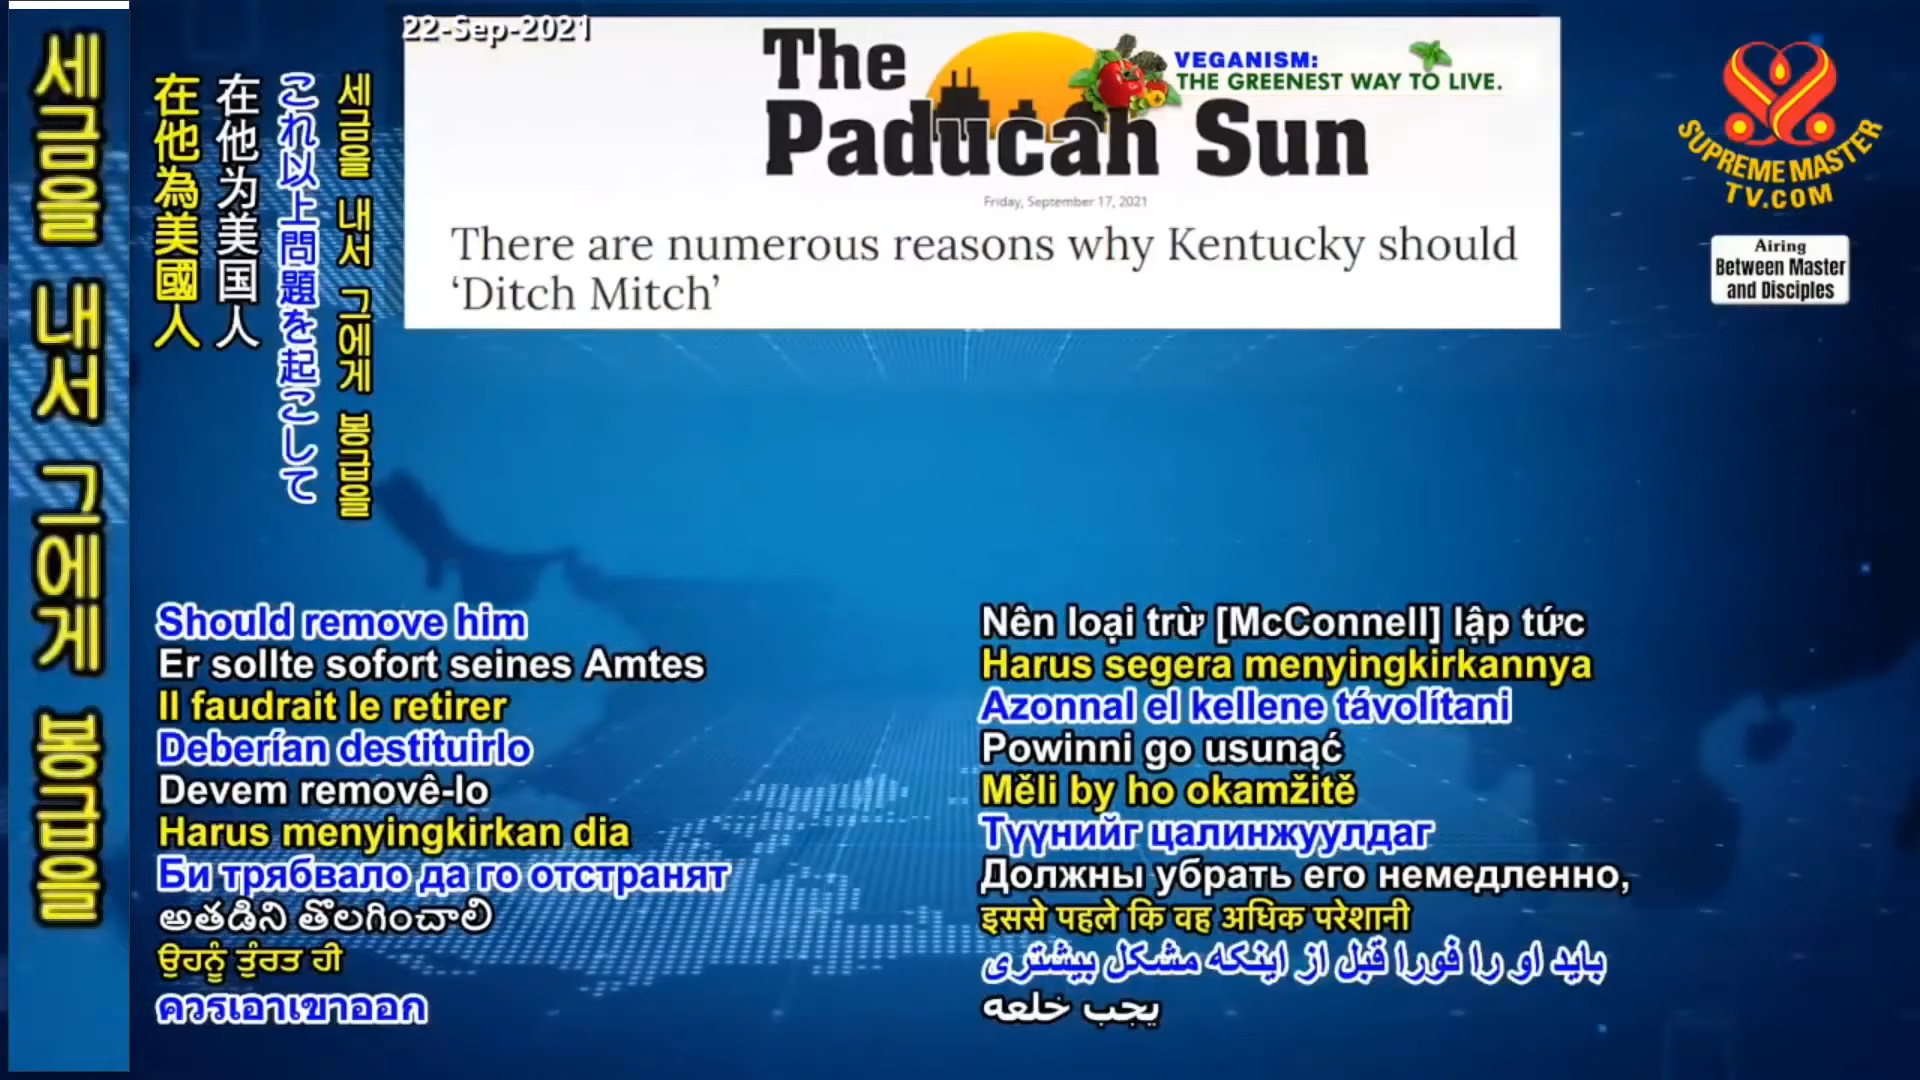 세금을 내서 그에게 봉급을
在他為美國人
在他为美国人
これ以上問題を起こして
세금을 내서 그에게 봉급을
22-Sep-2021
The
Paducah Sun
VEGANISM:
THE GREENEST WAY TO LIVE.
Friday, September 17, 2021
There are numerous reasons why Kentucky should
‘Ditch Mitch’
SUPREME MASTER
TV.COM
Airing
Between Master
and Disciples
Should remove him
Er sollte sofort seines Amtes
Il faudrait le retirer
Deberían destituirlo
Devem removê-lo
Harus menyingkirkan dia
Би трябвало да го отстранят
అతడిని తొలగించాలి
ਉਹਨੂੰ ਤੁੰਰਤ ਹੀ
ควรเอาเขาออก
Nên loại trừ [McConnell] lập tức
Harus segera menyingkirkannya
Azonnal el kellene távolítani
Powinni go usunąć
Měli by ho okamžitě
Түүнийг цалинжуулдаг
Должны убрать его немедленно,
इससे पहले कि वह अधिक परेशानी
باید او را فورا قبل از اینکه مشکل بیشتری
يجب خلعه